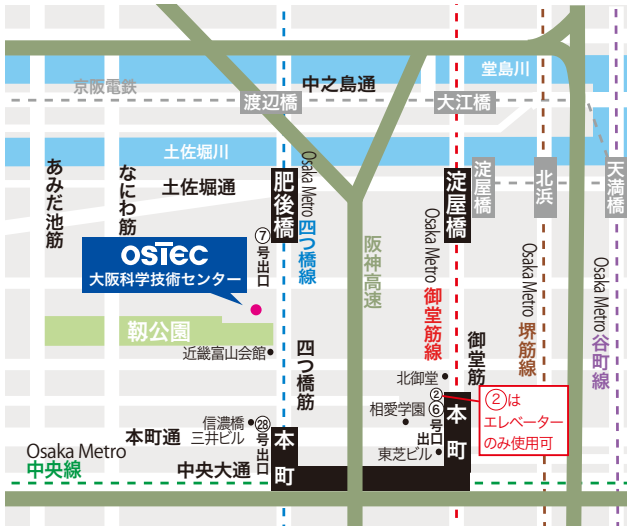 堂島川
京阪電鉄
中之島通
渡辺橋
大江橋
土佐堀川
あみだ池筋
なにわ筋
土佐堀通
肥後橋
Osaka Metro 四つ橋線
淀屋橋
淀屋橋
北浜
天満橋
⑦号出口
OSTEC
大阪科学技術センター
阪神高速
Osaka Metro 御堂筋線
Osaka Metro 堺筋線
Osaka Metro 谷町線
靭公園
近畿富山会館
四つ橋筋
御堂筋
北御堂
②
⑥号出口
相愛学園
東芝ビル
本町
②は
エレベーター
のみ使用可
信濃橋
三井ビル
㉘号出口
本町通
本町
Osaka Metro
中央線
中央大通